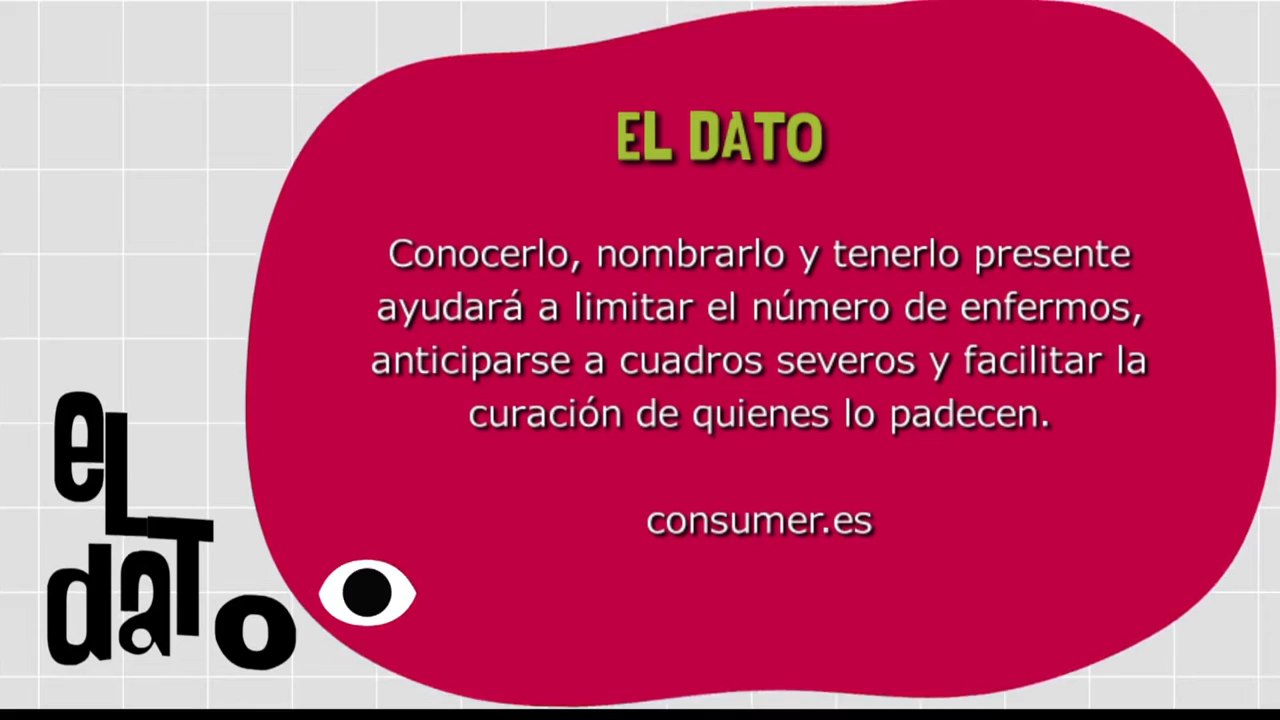 EL DATO
Conocerlo, nombrarlo y tenerlo presente
ayudará a limitar el número de enfermos,
anticiparse a cuadros severos y facilitar la
curación de quienes lo padecen.
consumer.es
eL
daTo